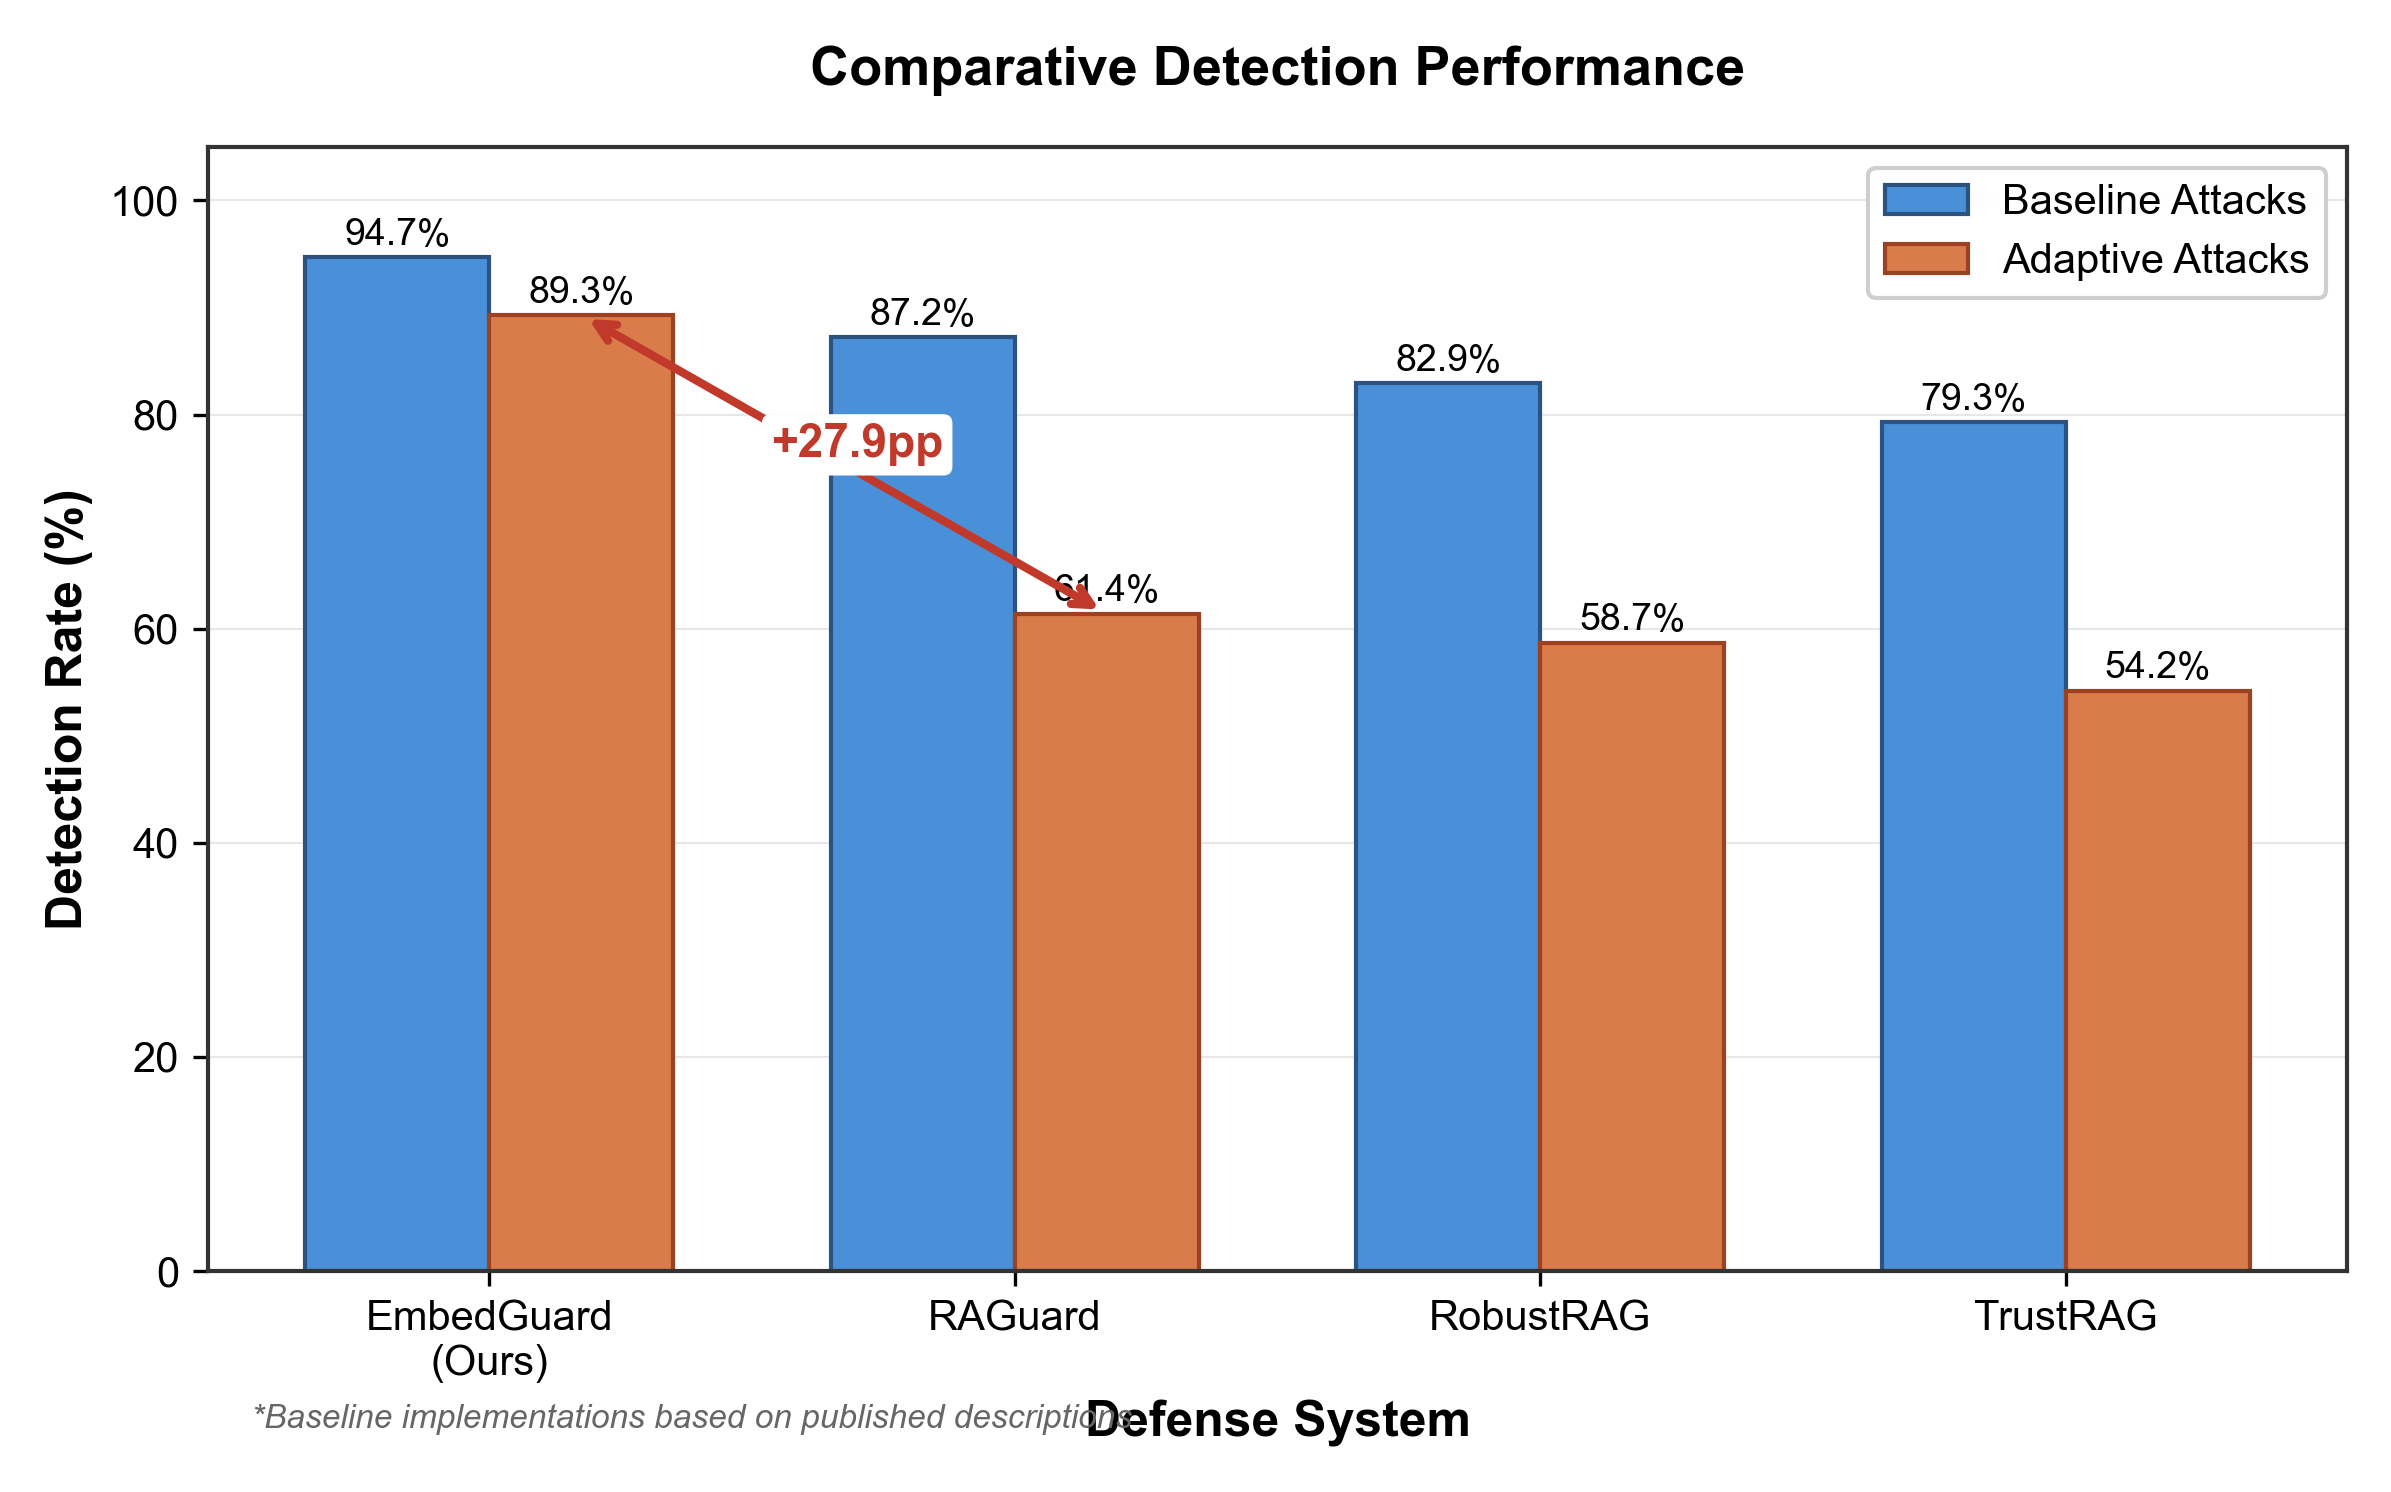 Comparative Detection Performance
Baseline Attacks
Adaptive Attacks
Detection Rate (%)
100
80
60
40
20
0
94.7%
89.3%
87.2%
61.4%
82.9%
58.7%
79.3%
54.2%
+27.9pp
EmbedGuard
(Ours)
RAGuard
RobustRAG
TrustRAG
*Baseline implementations based on published descriptions
Defense System